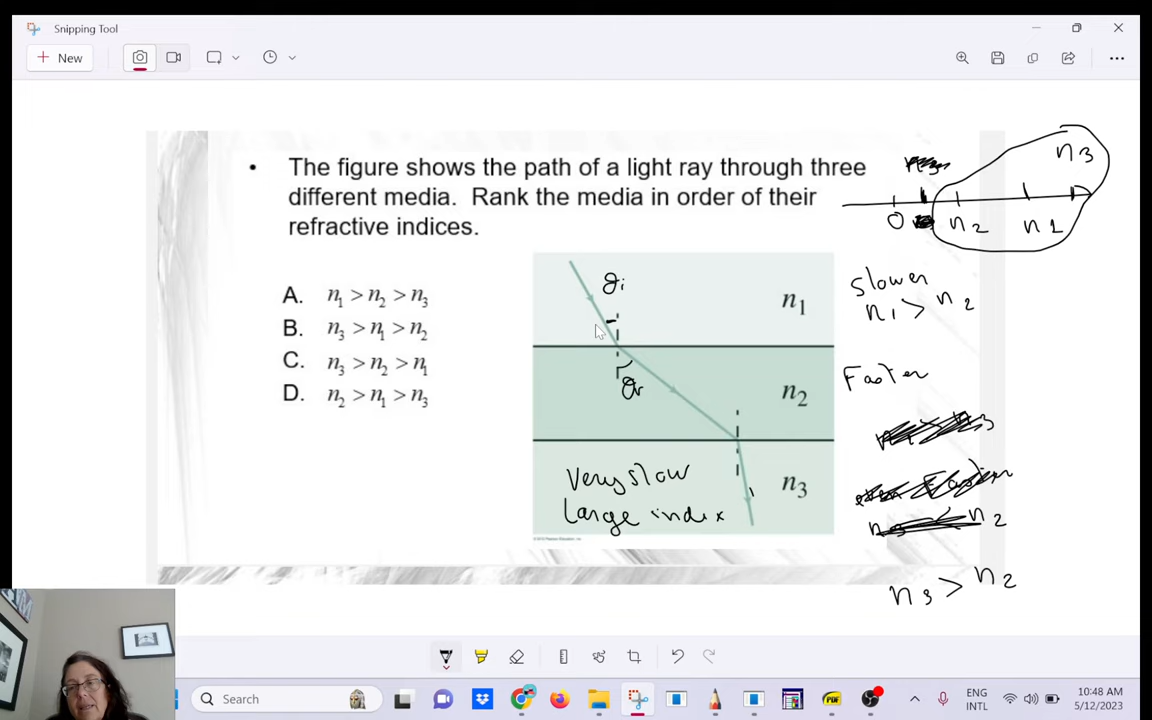 Snipping Tool
New
• The figure shows the path of a light ray through three
different media. Rank the media in order of their
refractive indices.
A. n1 > n2 > n3
B. n3 > n1 > n2
C. n3 > n2 > n1
D. n2 > n1 > n3
θi
n1
θr
n2
Very slow
large index
n3
n3
0 n2 n1
Slower
n1 > n2
Faster
n2
n3 > n2
Search
ENG
INTL
10:48 AM
5/12/2023